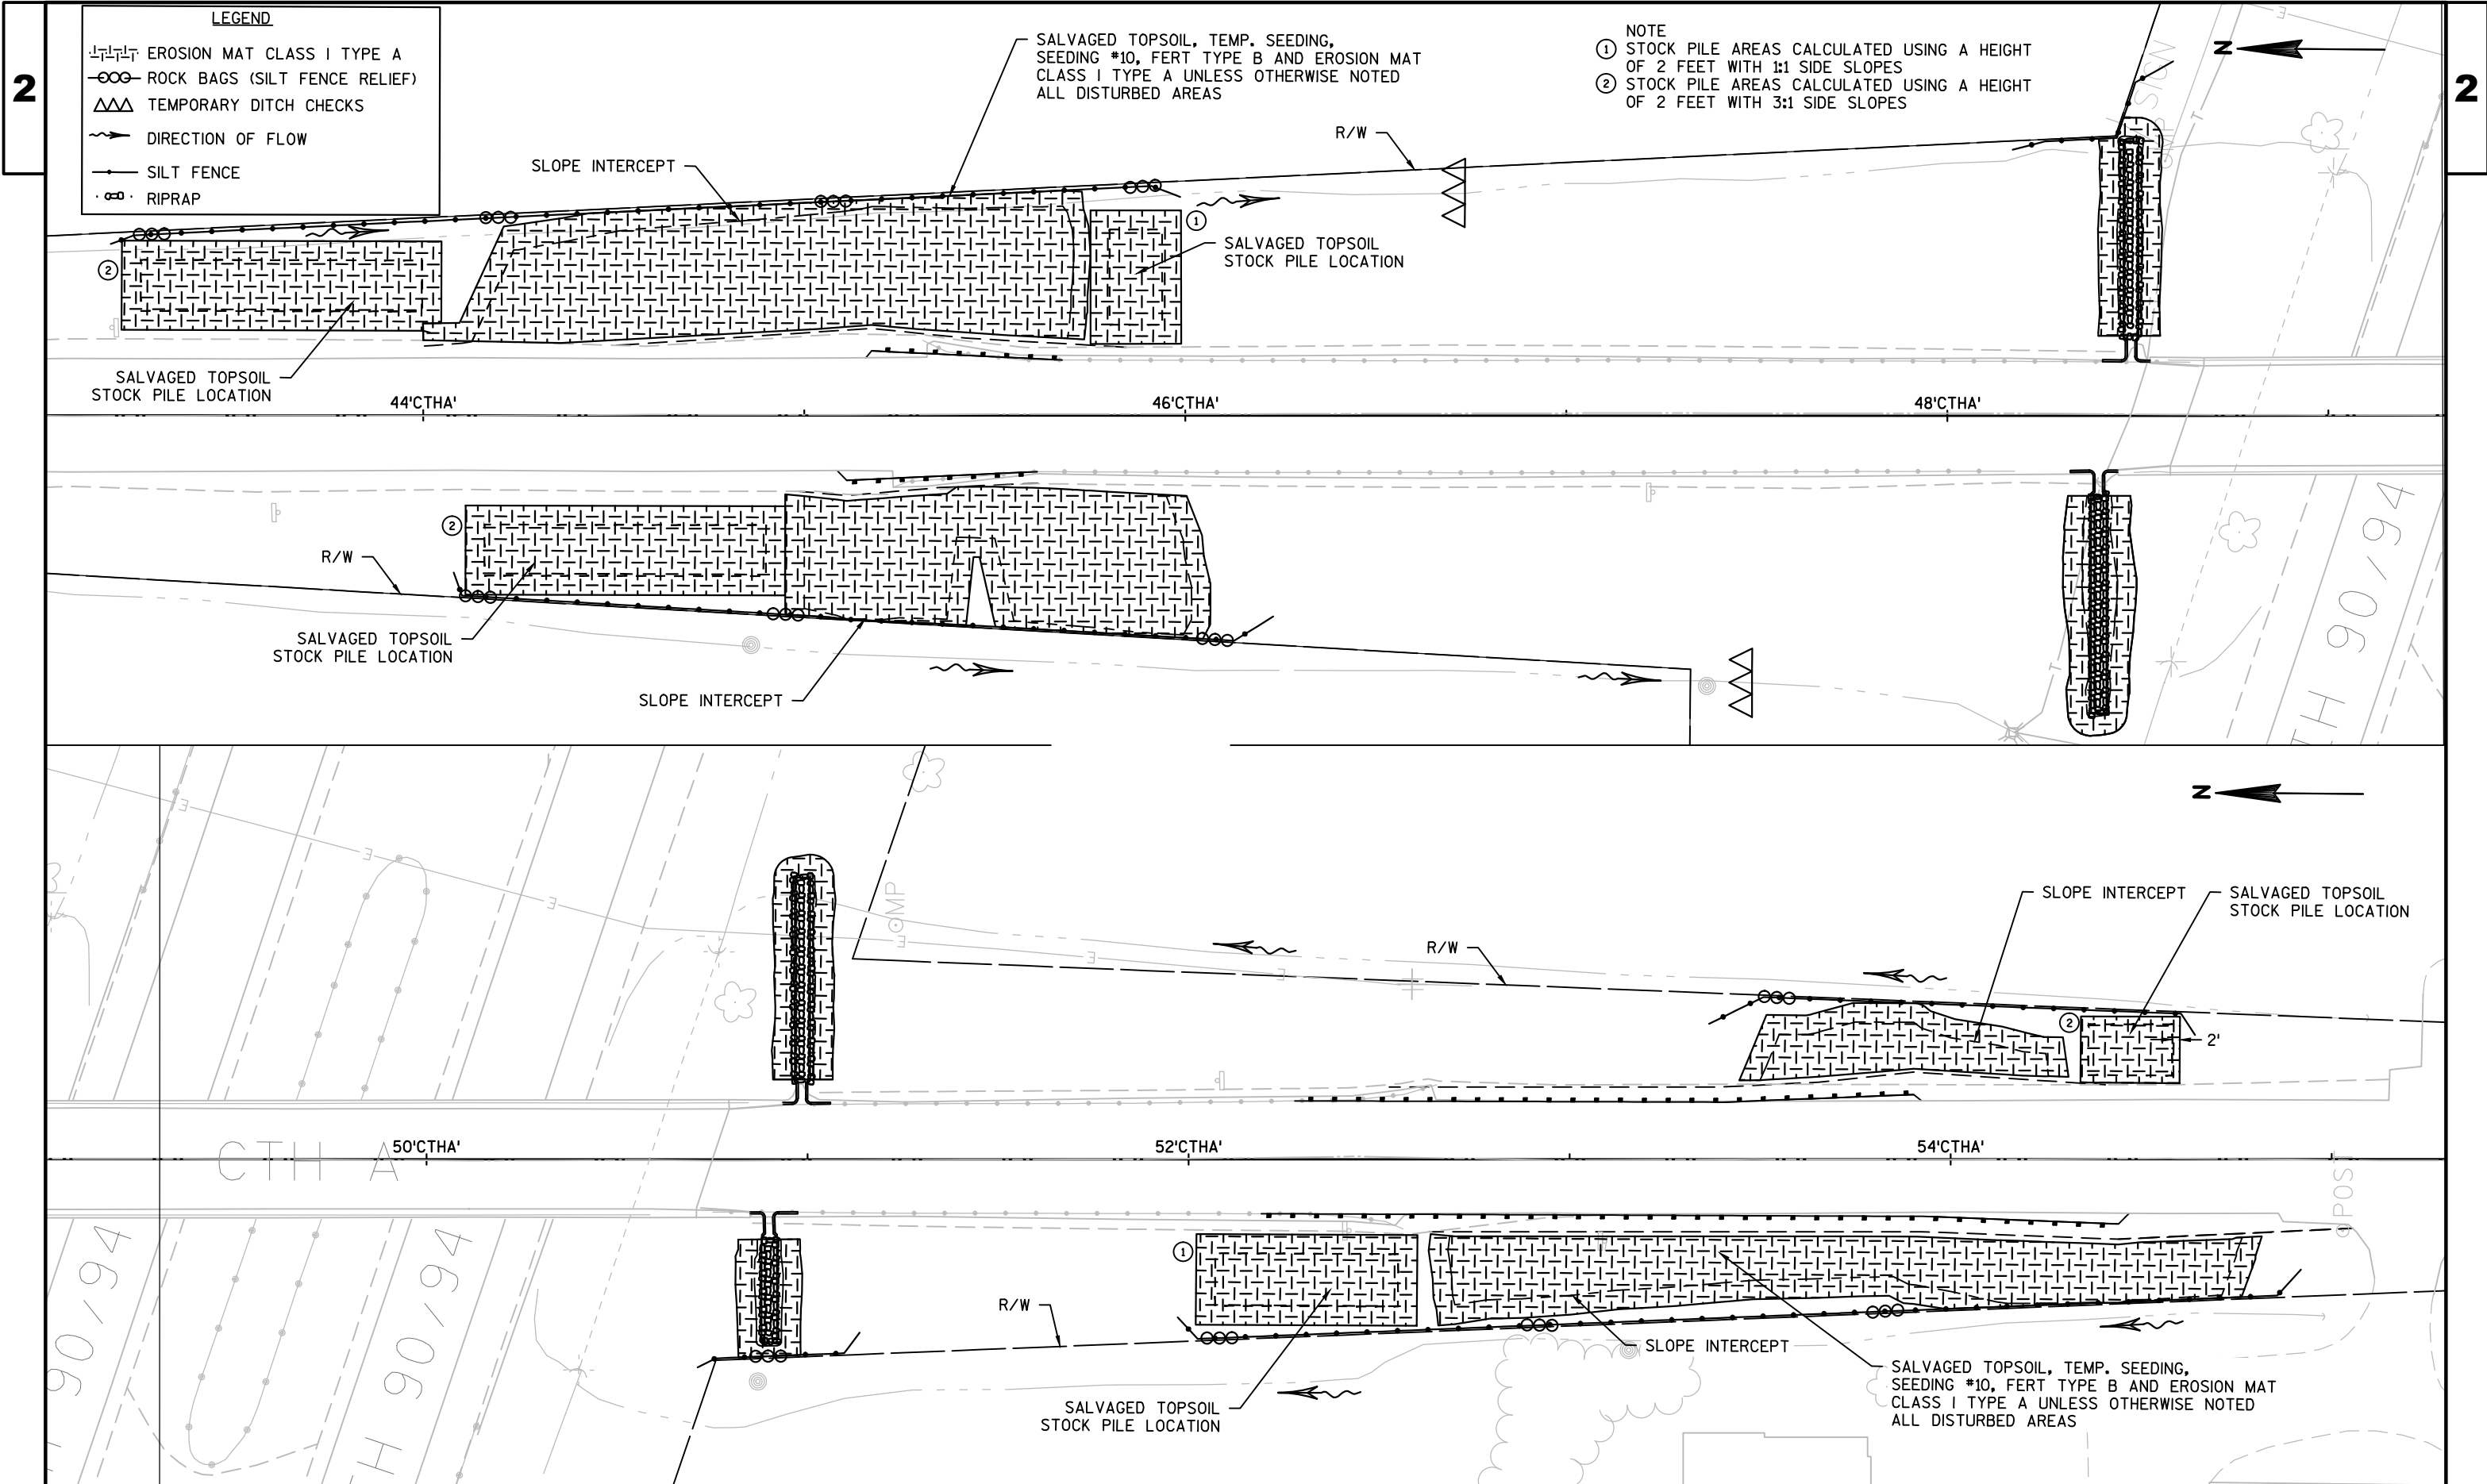 2
2
LEGEND
EROSION MAT CLASS I TYPE A
ROCK BAGS (SILT FENCE RELIEF)
TEMPORARY DITCH CHECKS
DIRECTION OF FLOW
SILT FENCE
RIPRAP
SALVAGED TOPSOIL, TEMP. SEEDING,
SEEDING #10, FERT TYPE B AND EROSION MAT
CLASS I TYPE A UNLESS OTHERWISE NOTED
ALL DISTURBED AREAS
NOTE
1 STOCK PILE AREAS CALCULATED USING A HEIGHT
OF 2 FEET WITH 1:1 SIDE SLOPES
2 STOCK PILE AREAS CALCULATED USING A HEIGHT
OF 2 FEET WITH 3:1 SIDE SLOPES
N
E
R/W
SLOPE INTERCEPT
T
1
SALVAGED TOPSOIL
STOCK PILE LOCATION
2
SALVAGED TOPSOIL
STOCK PILE LOCATION
44'CTHA'
46'CTHA'
48'CTHA'
2
R/W
SALVAGED TOPSOIL
STOCK PILE LOCATION
SLOPE INTERCEPT
T
H 90/94
N
E
E
E
E
E
E
MP
SLOPE INTERCEPT
SALVAGED TOPSOIL
STOCK PILE LOCATION
R/W
2
2'
50'CTHA'
52'CTHA'
54'CTHA'
CTH A
POST
90/94
H 90/94
1
R/W
SLOPE INTERCEPT
SALVAGED TOPSOIL
STOCK PILE LOCATION
SALVAGED TOPSOIL, TEMP. SEEDING,
SEEDING #10, FERT TYPE B AND EROSION MAT
CLASS I TYPE A UNLESS OTHERWISE NOTED
ALL DISTURBED AREAS